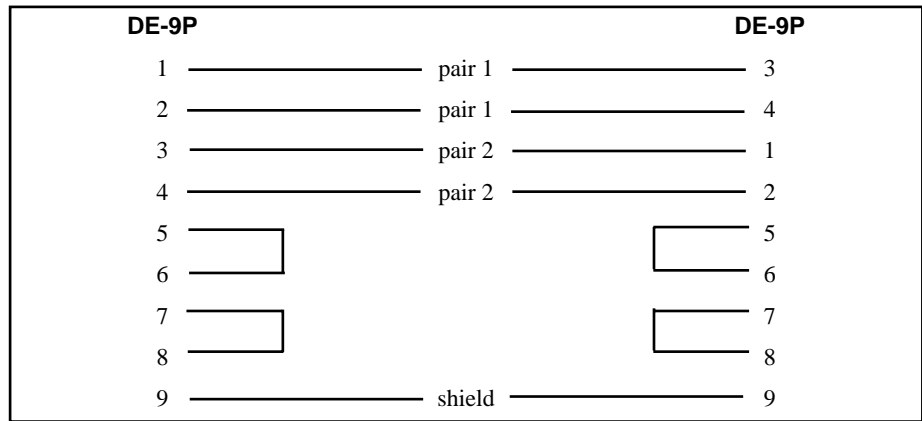 DE-9P DE-9P
1 pair 1 3
2 pair 1 4
3 pair 2 1
4 pair 2 2
5 5
6 6
7 7
8 8
9 shield 9